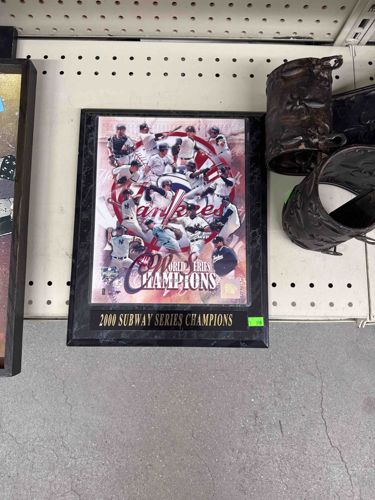 Yankees
WORLD SERIES
CHAMPIONS
2000 SUBWAY SERIES CHAMPIONS